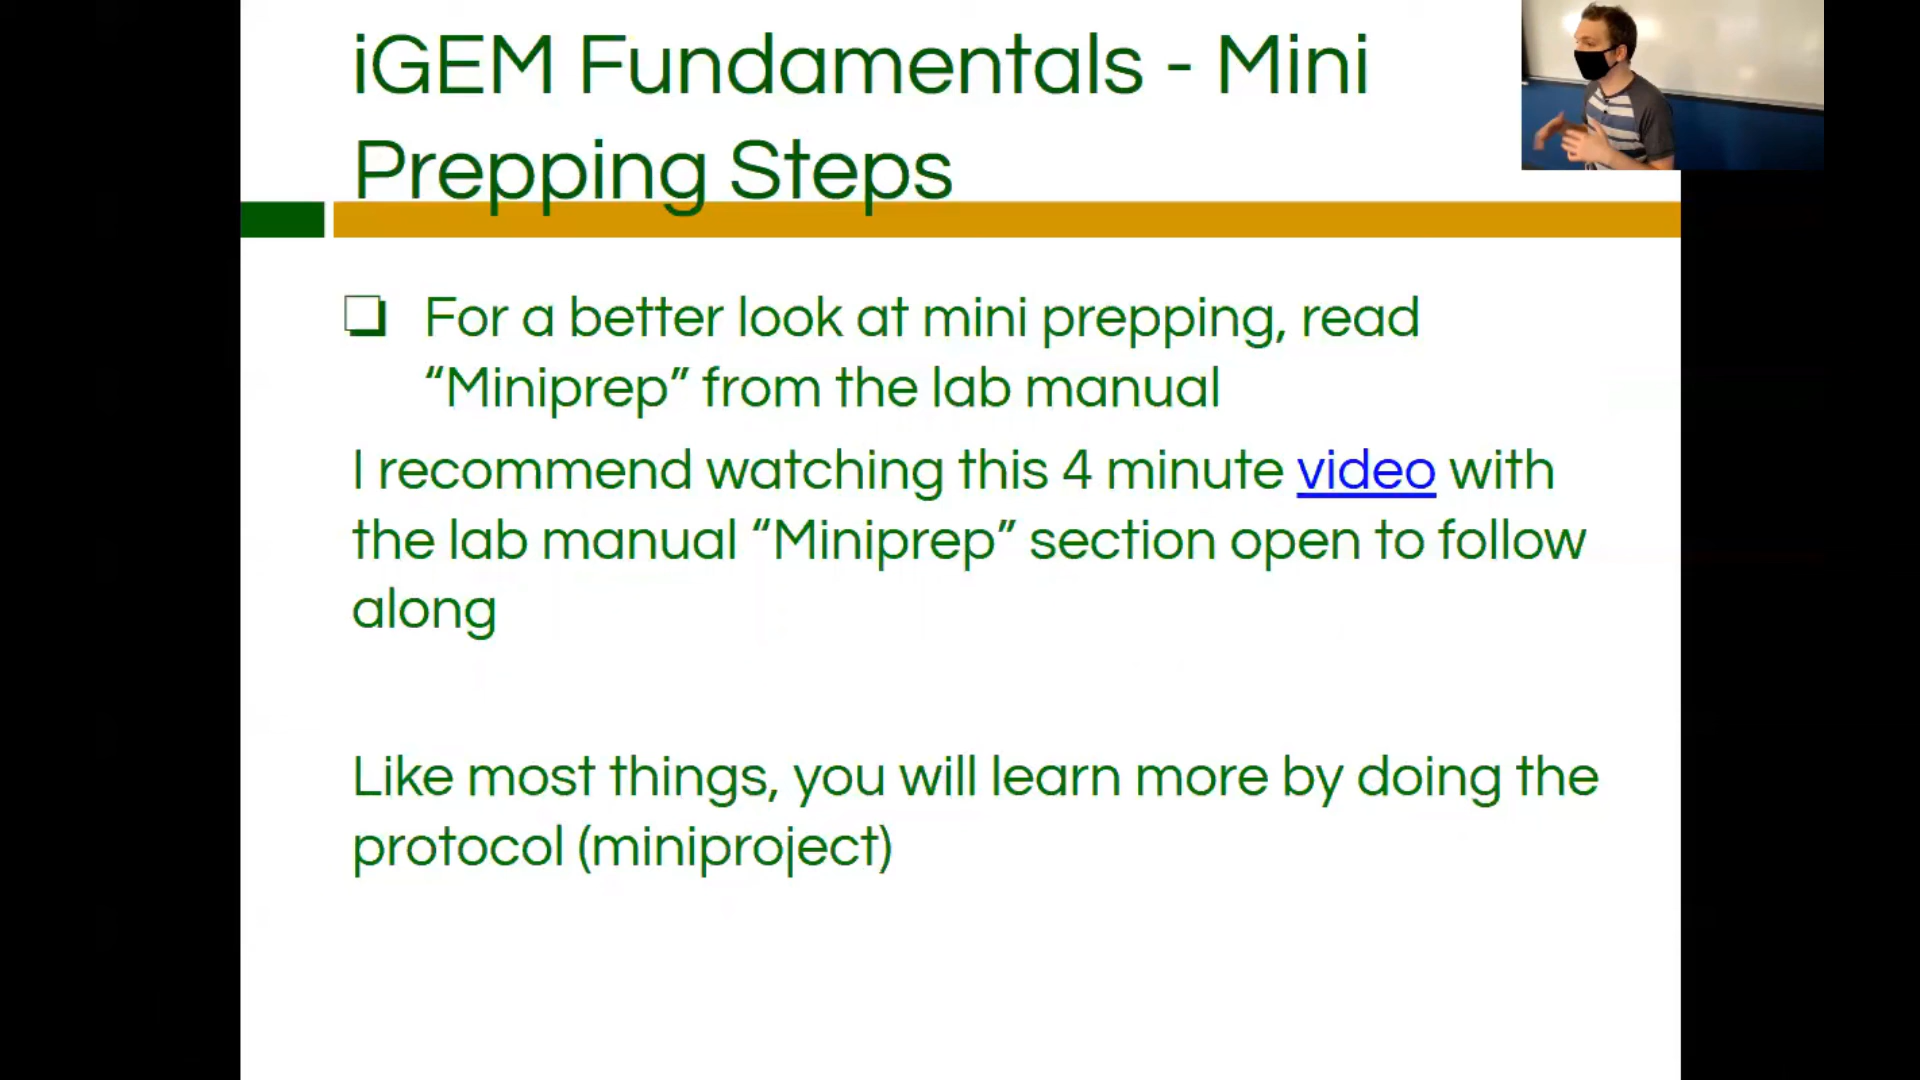 iGEM Fundamentals - Mini
Prepping Steps
For a better look at mini prepping, read
“Miniprep” from the lab manual
I recommend watching this 4 minute video with
the lab manual “Miniprep” section open to follow
along
Like most things, you will learn more by doing the
protocol (miniproject)